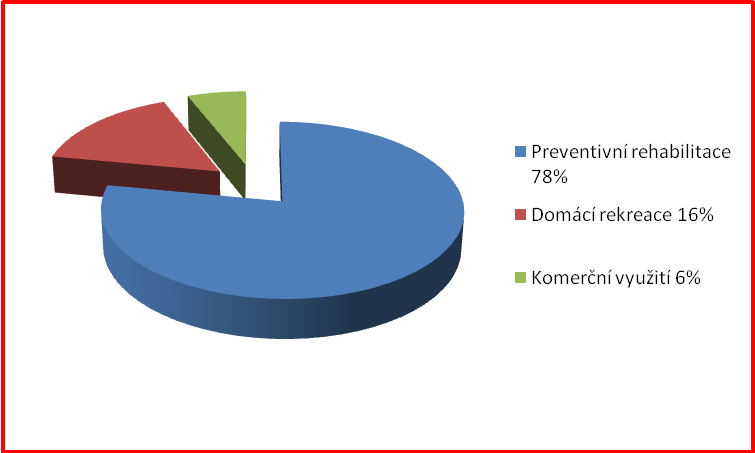 Preventivní rehabilitace
78%
Domácí rekreace 16%
Komerční využití 6%